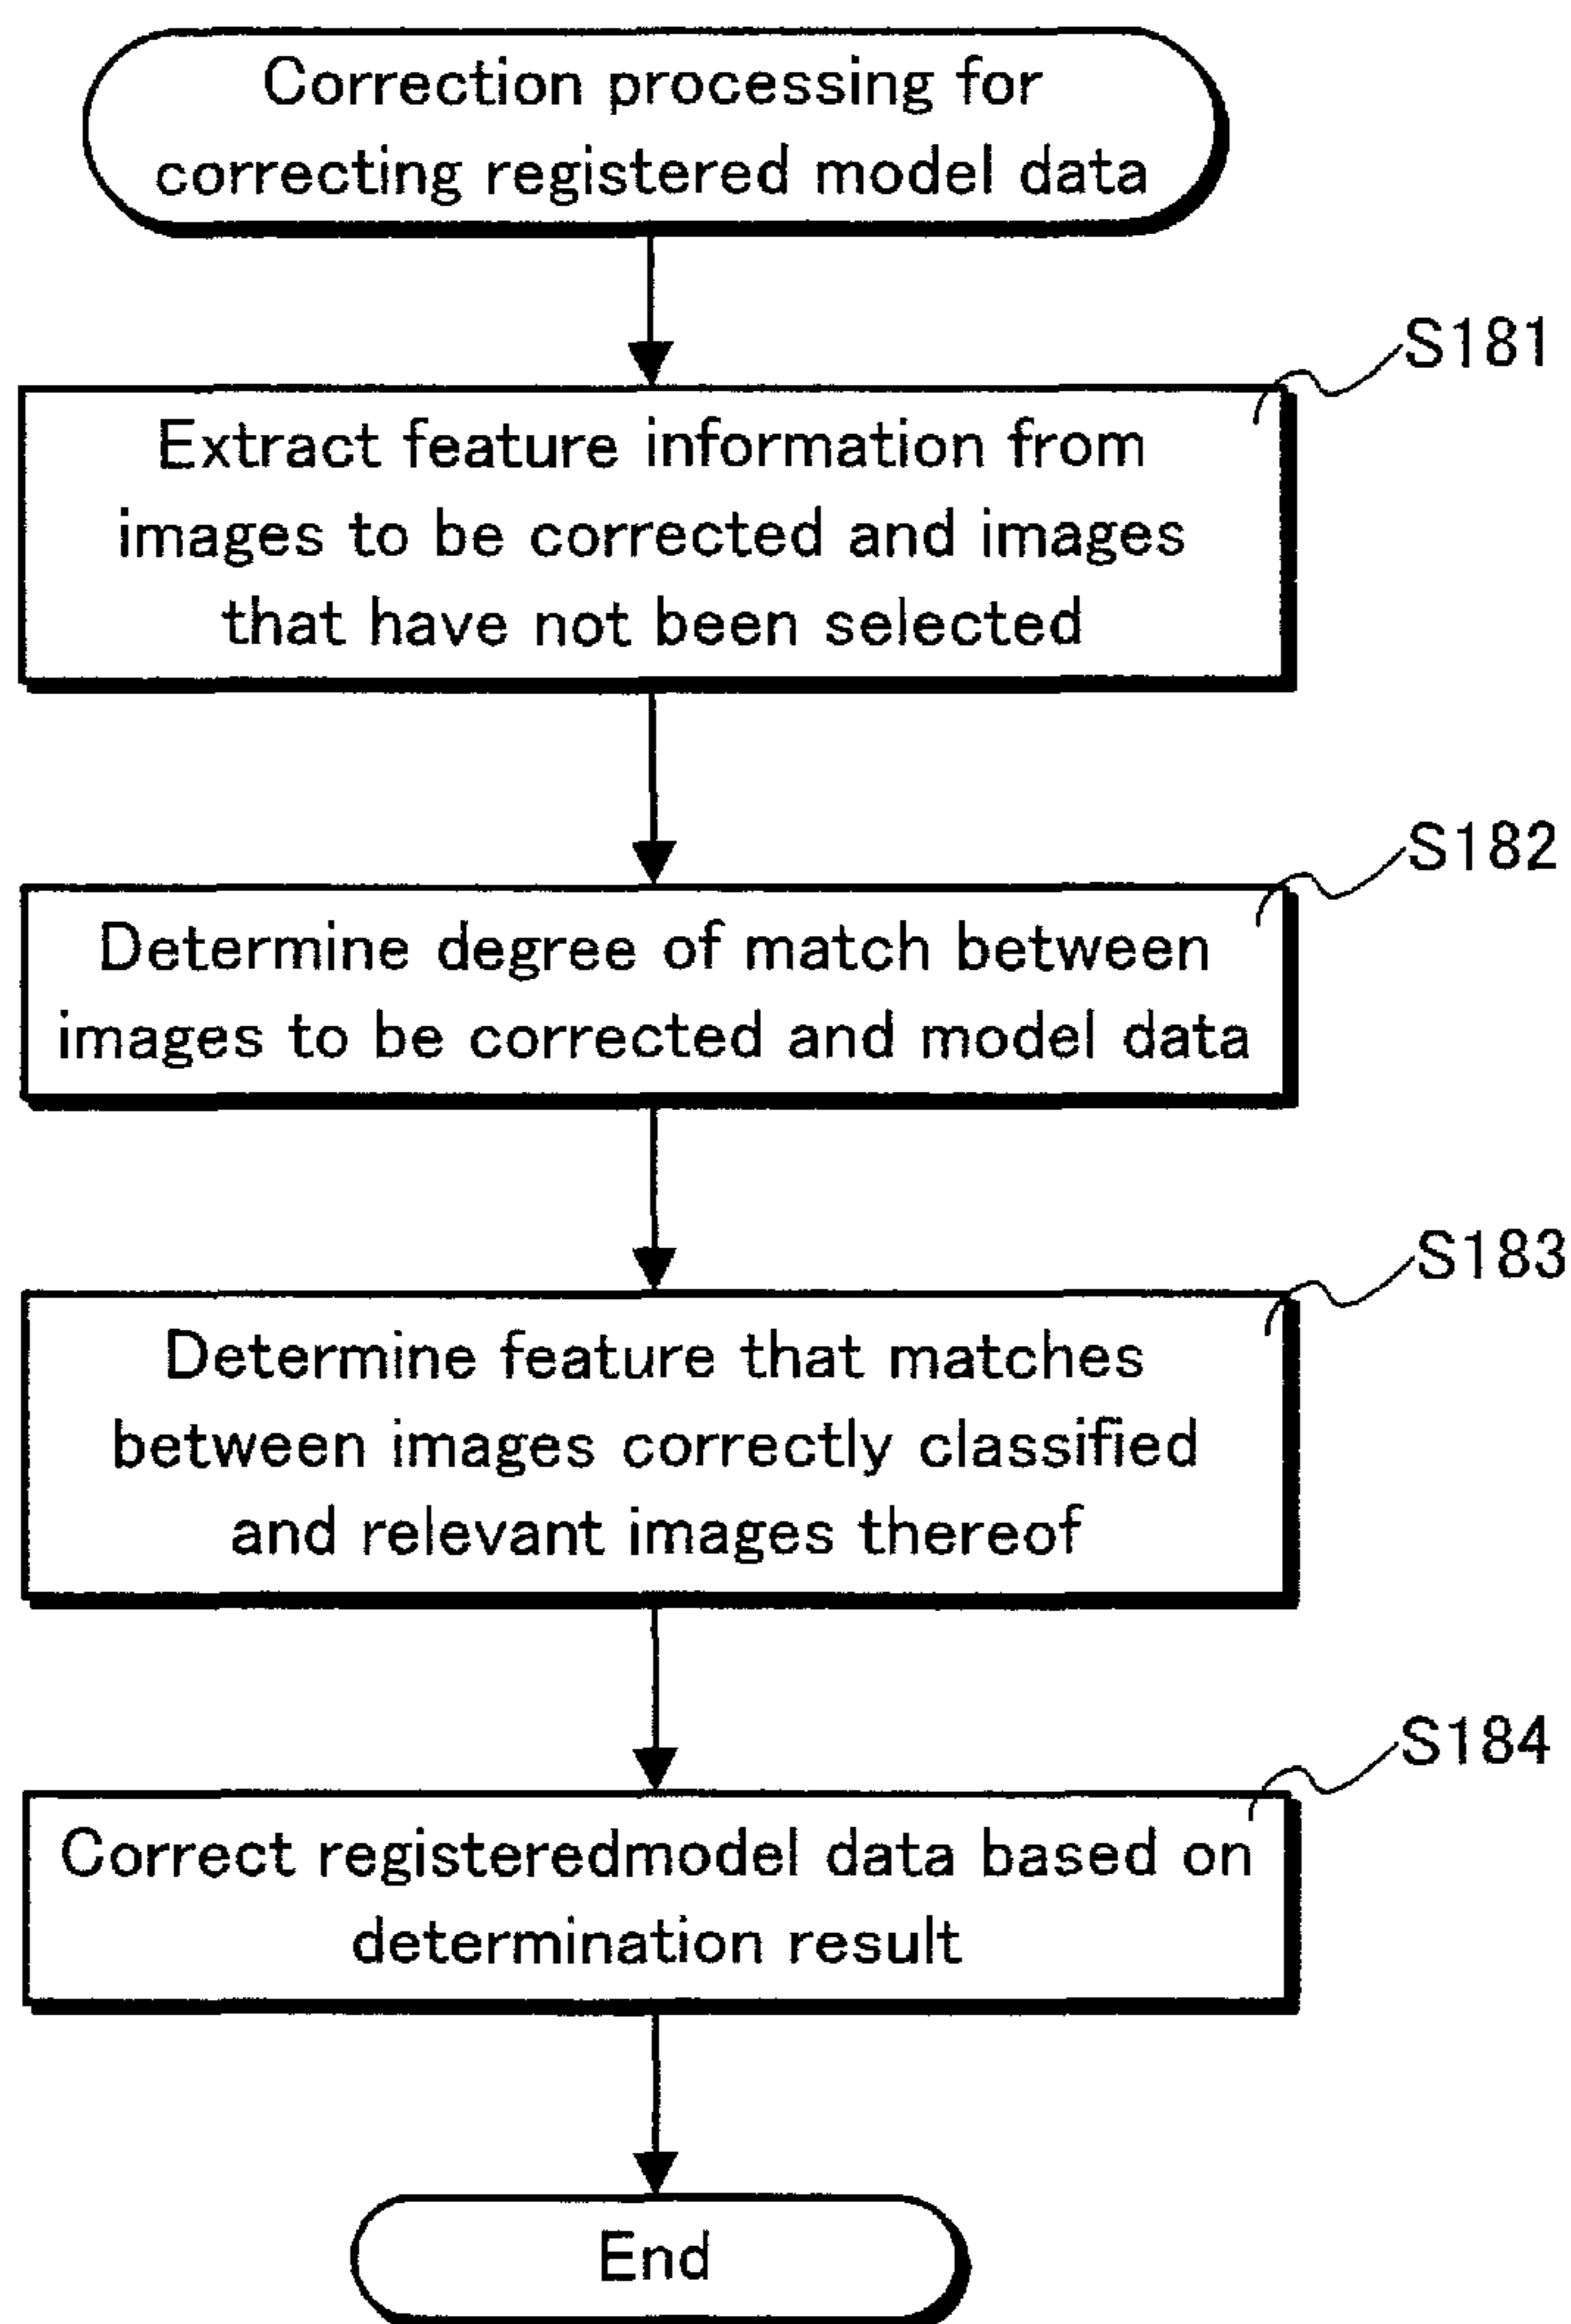 Correction processing for
correcting registered model data
S181
Extract feature information from
images to be corrected and images
that have not been selected
S182
Determine degree of match between
images to be corrected and model data
S183
Determine feature that matches
between images correctly classified
and relevant images thereof
S184
Correct registeredmodel data based on
determination result
End